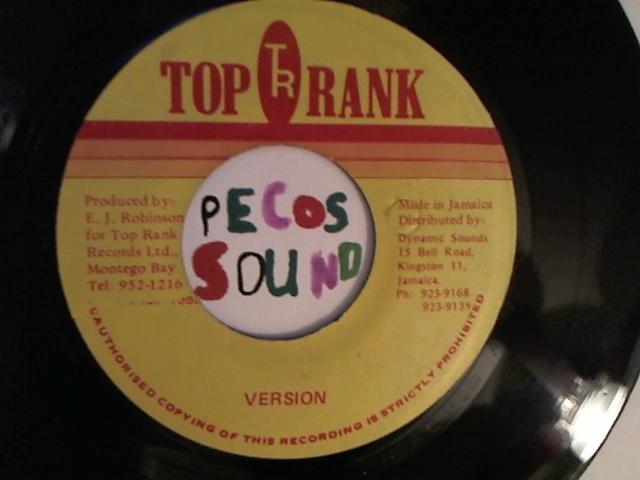 TOP TR RANK
Produced by:
E. J. Robinson
for Top Rank
Records Ltd.,
Montego Bay
Tel: 952-1216
PECOS
SOUND
Made in Jamaica
Distributed by:
Dynamic Sounds
15 Bell Road,
Kingston 11,
Jamaica.
Ph: 923-9168
923-9138
VERSION
UAUTHORISED COPYING OF THIS RECORDING IS STRICTLY PROHIBITED